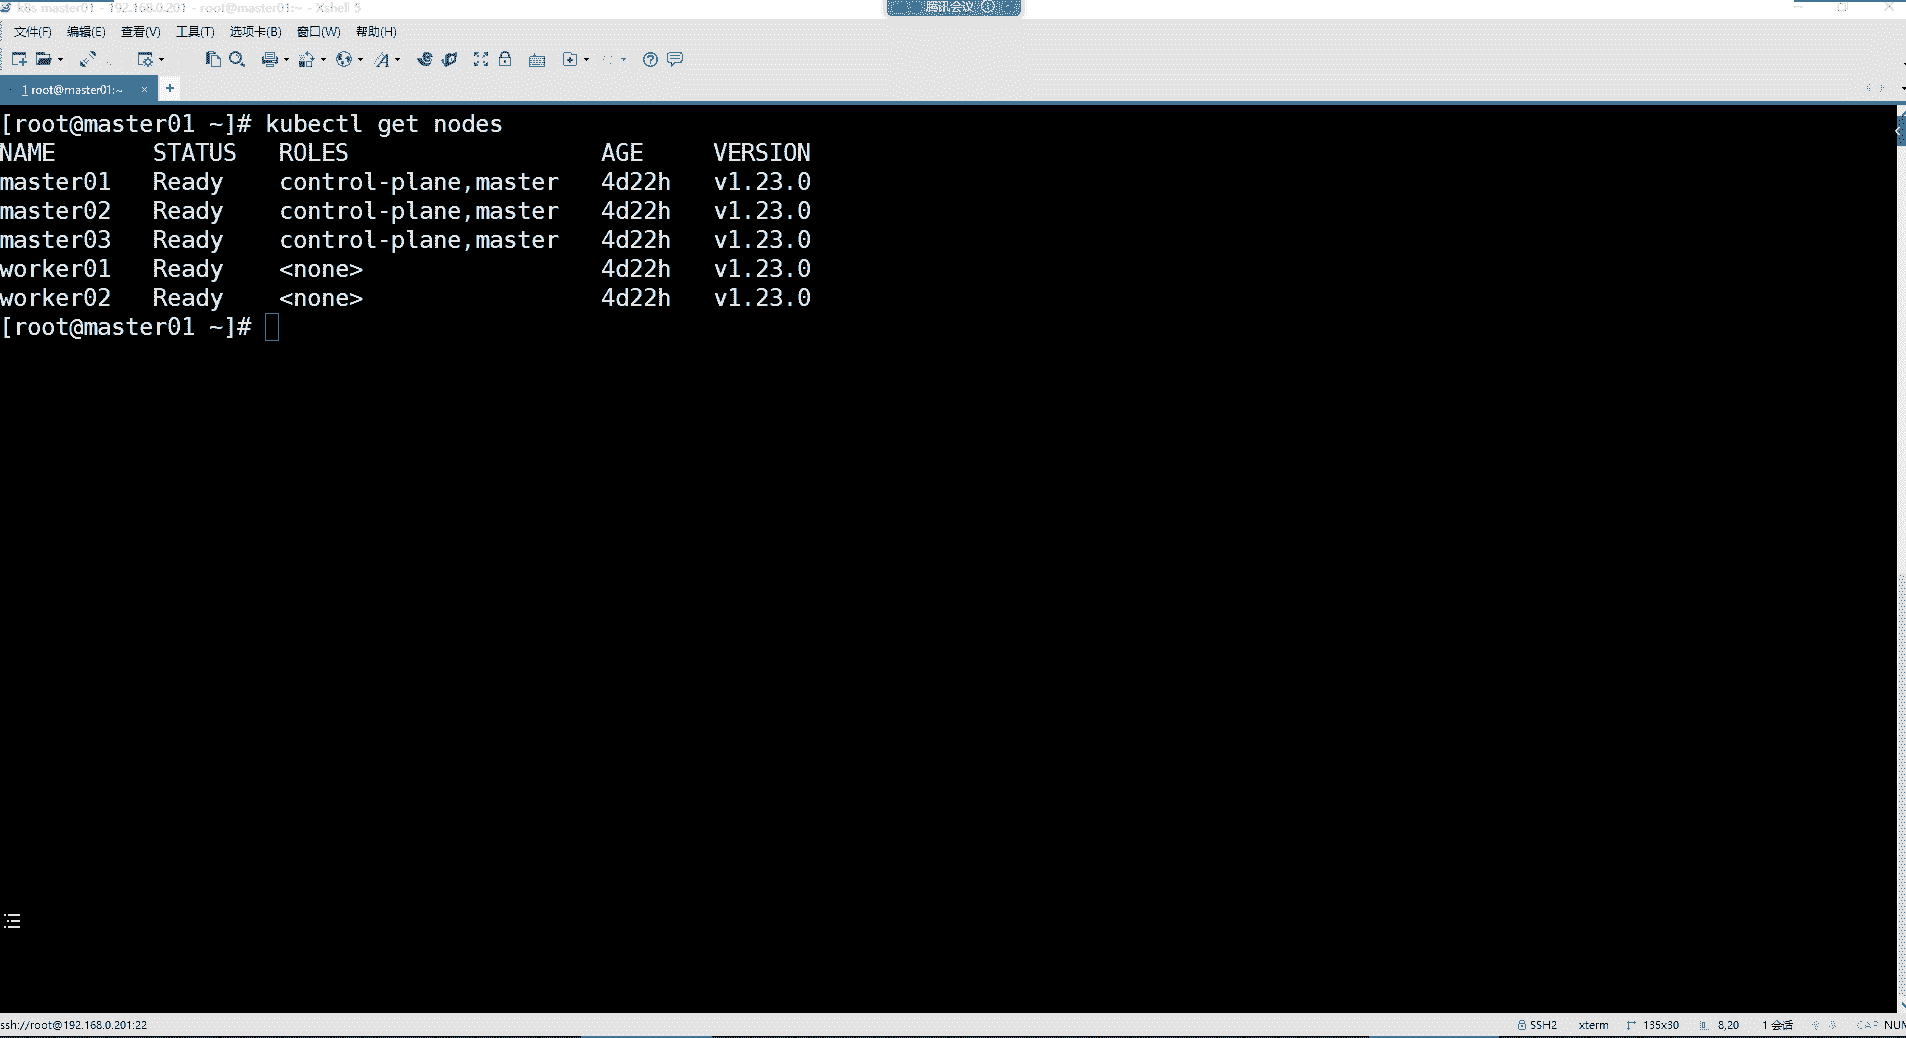 k8s master01 - 192.168.0.201 - root@master01:~ - Xshell 5
腾讯会议
文件(F) 编辑(E) 查看(V) 工具(T) 选项卡(B) 窗口(W) 帮助(H)
1 root@master01:~ × +
[root@master01 ~]# kubectl get nodes
NAME STATUS ROLES AGE VERSION
master01 Ready control-plane,master 4d22h v1.23.0
master02 Ready control-plane,master 4d22h v1.23.0
master03 Ready control-plane,master 4d22h v1.23.0
worker01 Ready <none> 4d22h v1.23.0
worker02 Ready <none> 4d22h v1.23.0
[root@master01 ~]#
ssh://root@192.168.0.201:22 SSH2 xterm 135x30 8,20 1 会话 CAP NUM